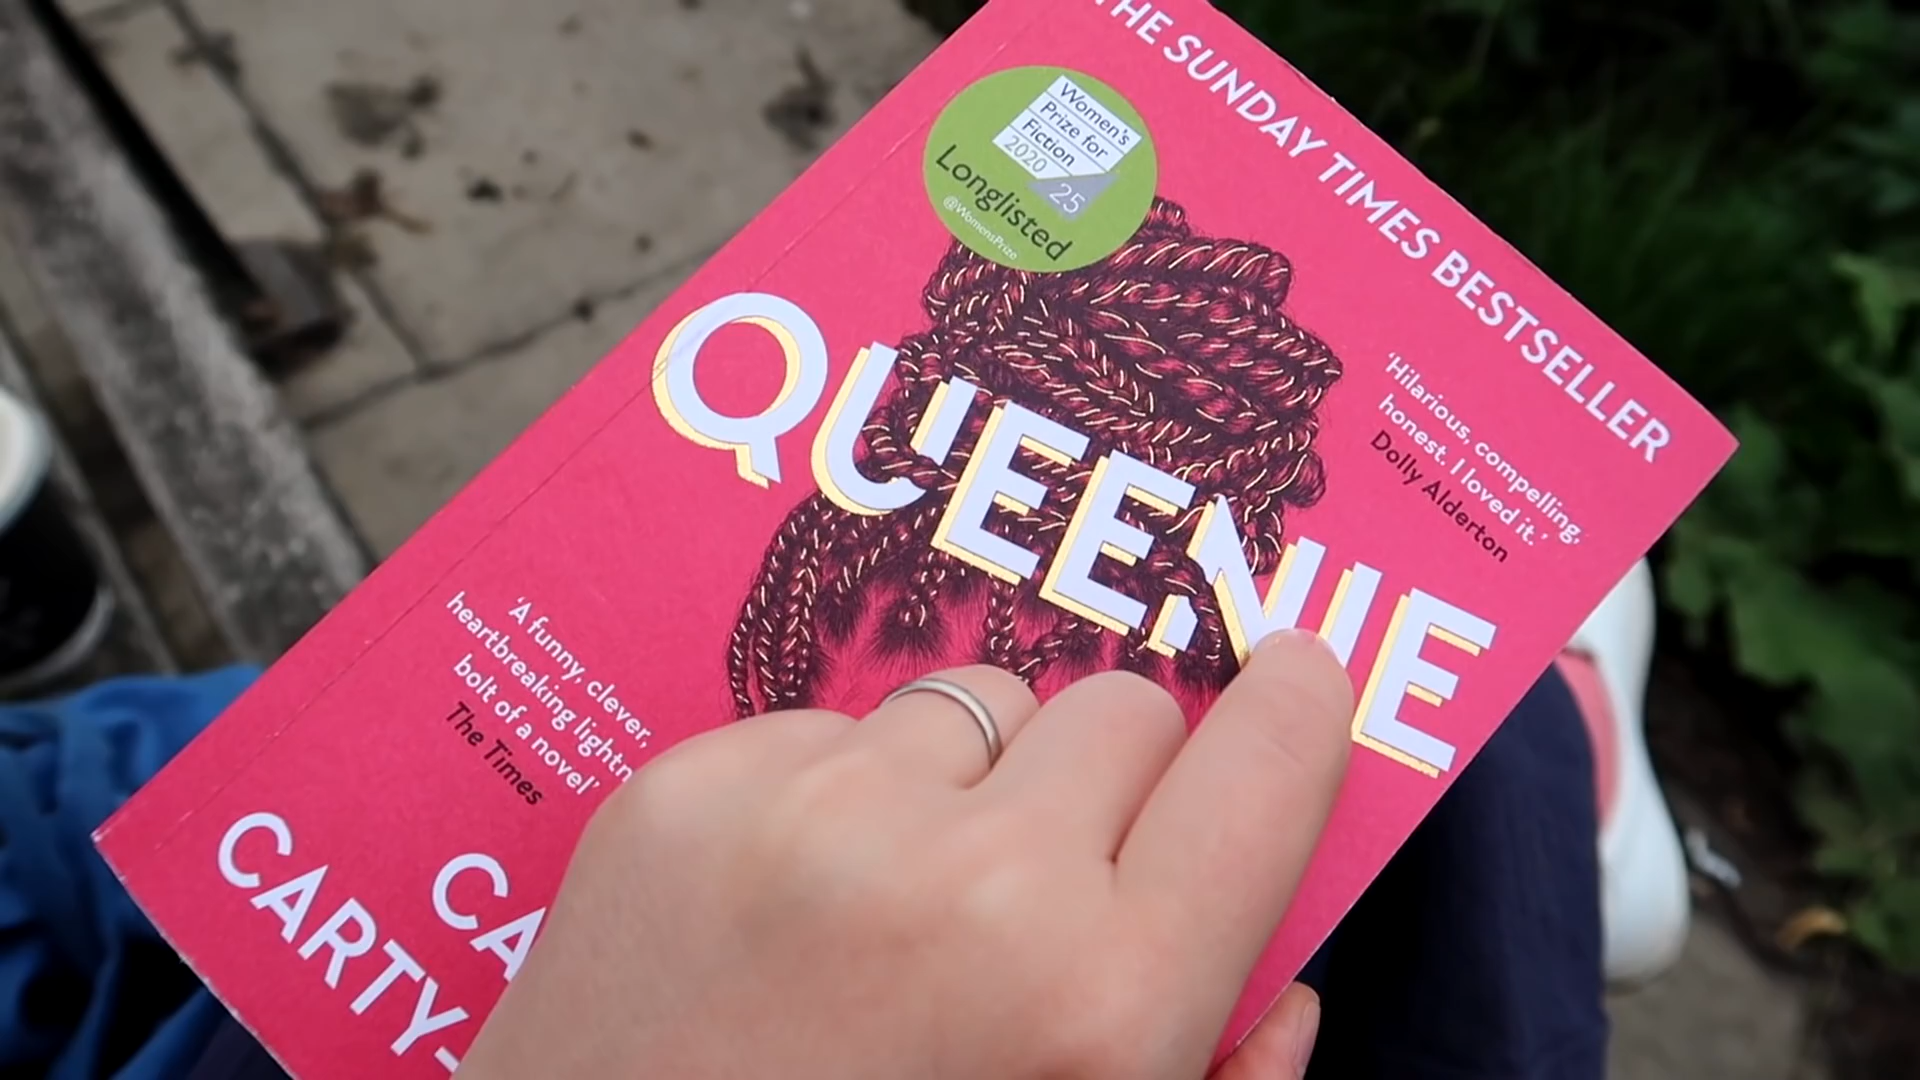 THE SUNDAY TIMES BESTSELLER
Women's
Prize for
Fiction
2020
25
Longlisted
@WomensPrize
QUEENIE
'Hilarious, compelling,
honest. I loved it.'
Dolly Alderton
'A funny, clever,
heartbreaking lightn
bolt of a novel'
The Times
CA
CARTY-